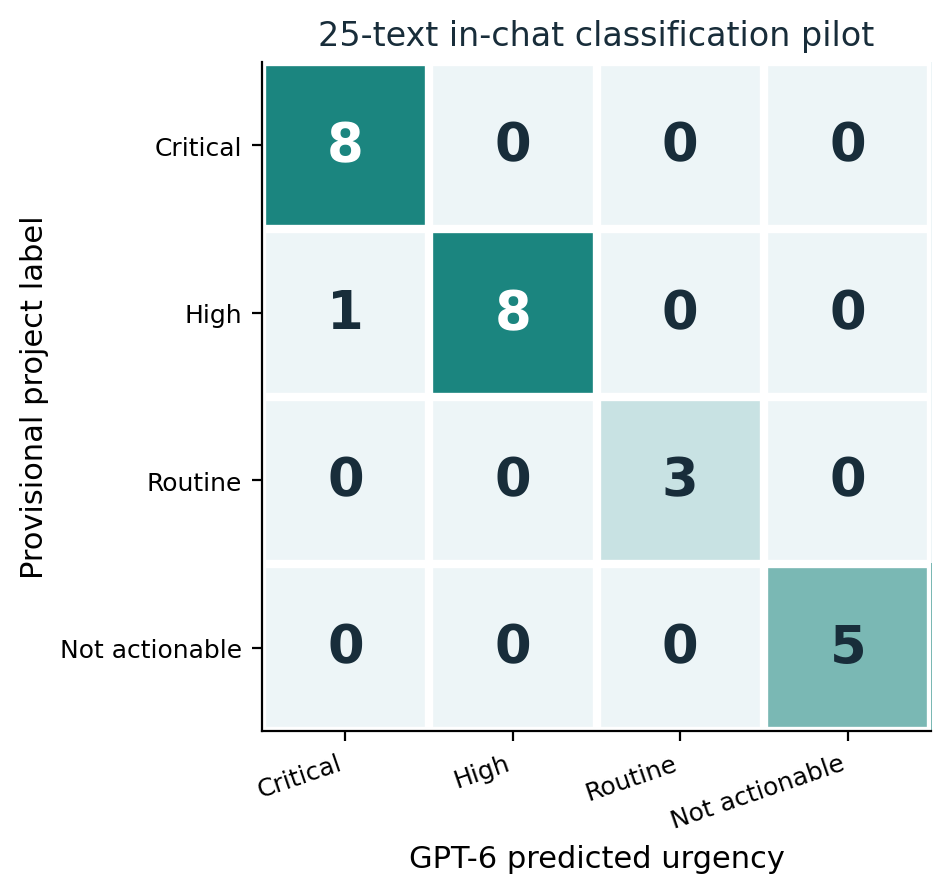 25-text in-chat classification pilot
Provisional project label
Critical 8 0 0 0
High 1 8 0 0
Routine 0 0 3 0
Not actionable 0 0 0 5
Critical High Routine Not actionable
GPT-6 predicted urgency